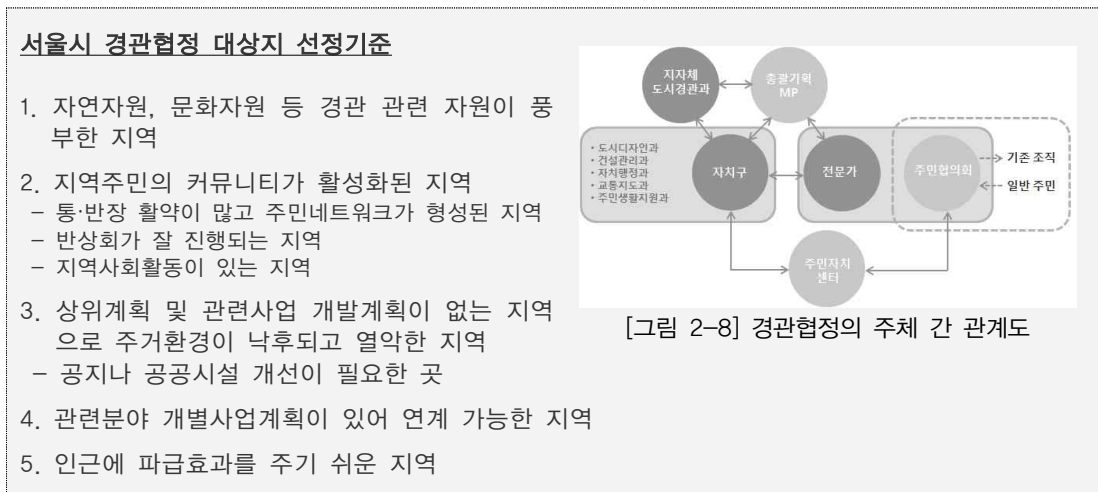 서울시 경관협정 대상지 선정기준
1. 자연자원, 문화자원 등 경관 관련 자원이 풍
부한 지역
2. 지역주민의 커뮤니티가 활성화된 지역
– 통·반장 활약이 많고 주민네트워크가 형성된 지역
– 반상회가 잘 진행되는 지역
– 지역사회활동이 있는 지역
3. 상위계획 및 관련사업 개발계획이 없는 지역
으로 주거환경이 낙후되고 열악한 지역
– 공지나 공공시설 개선이 필요한 곳
4. 관련분야 개별사업계획이 있어 연계 가능한 지역
5. 인근에 파급효과를 주기 쉬운 지역
지자체
도시경관과
총괄기획
MP
• 도시디자인과
• 건설관리과
• 자치행정과
• 교통지도과
• 주민생활지원과
자치구
전문가
주민협의회
기존 조직
일반 주민
주민자치
센터
[그림 2-8] 경관협정의 주체 간 관계도